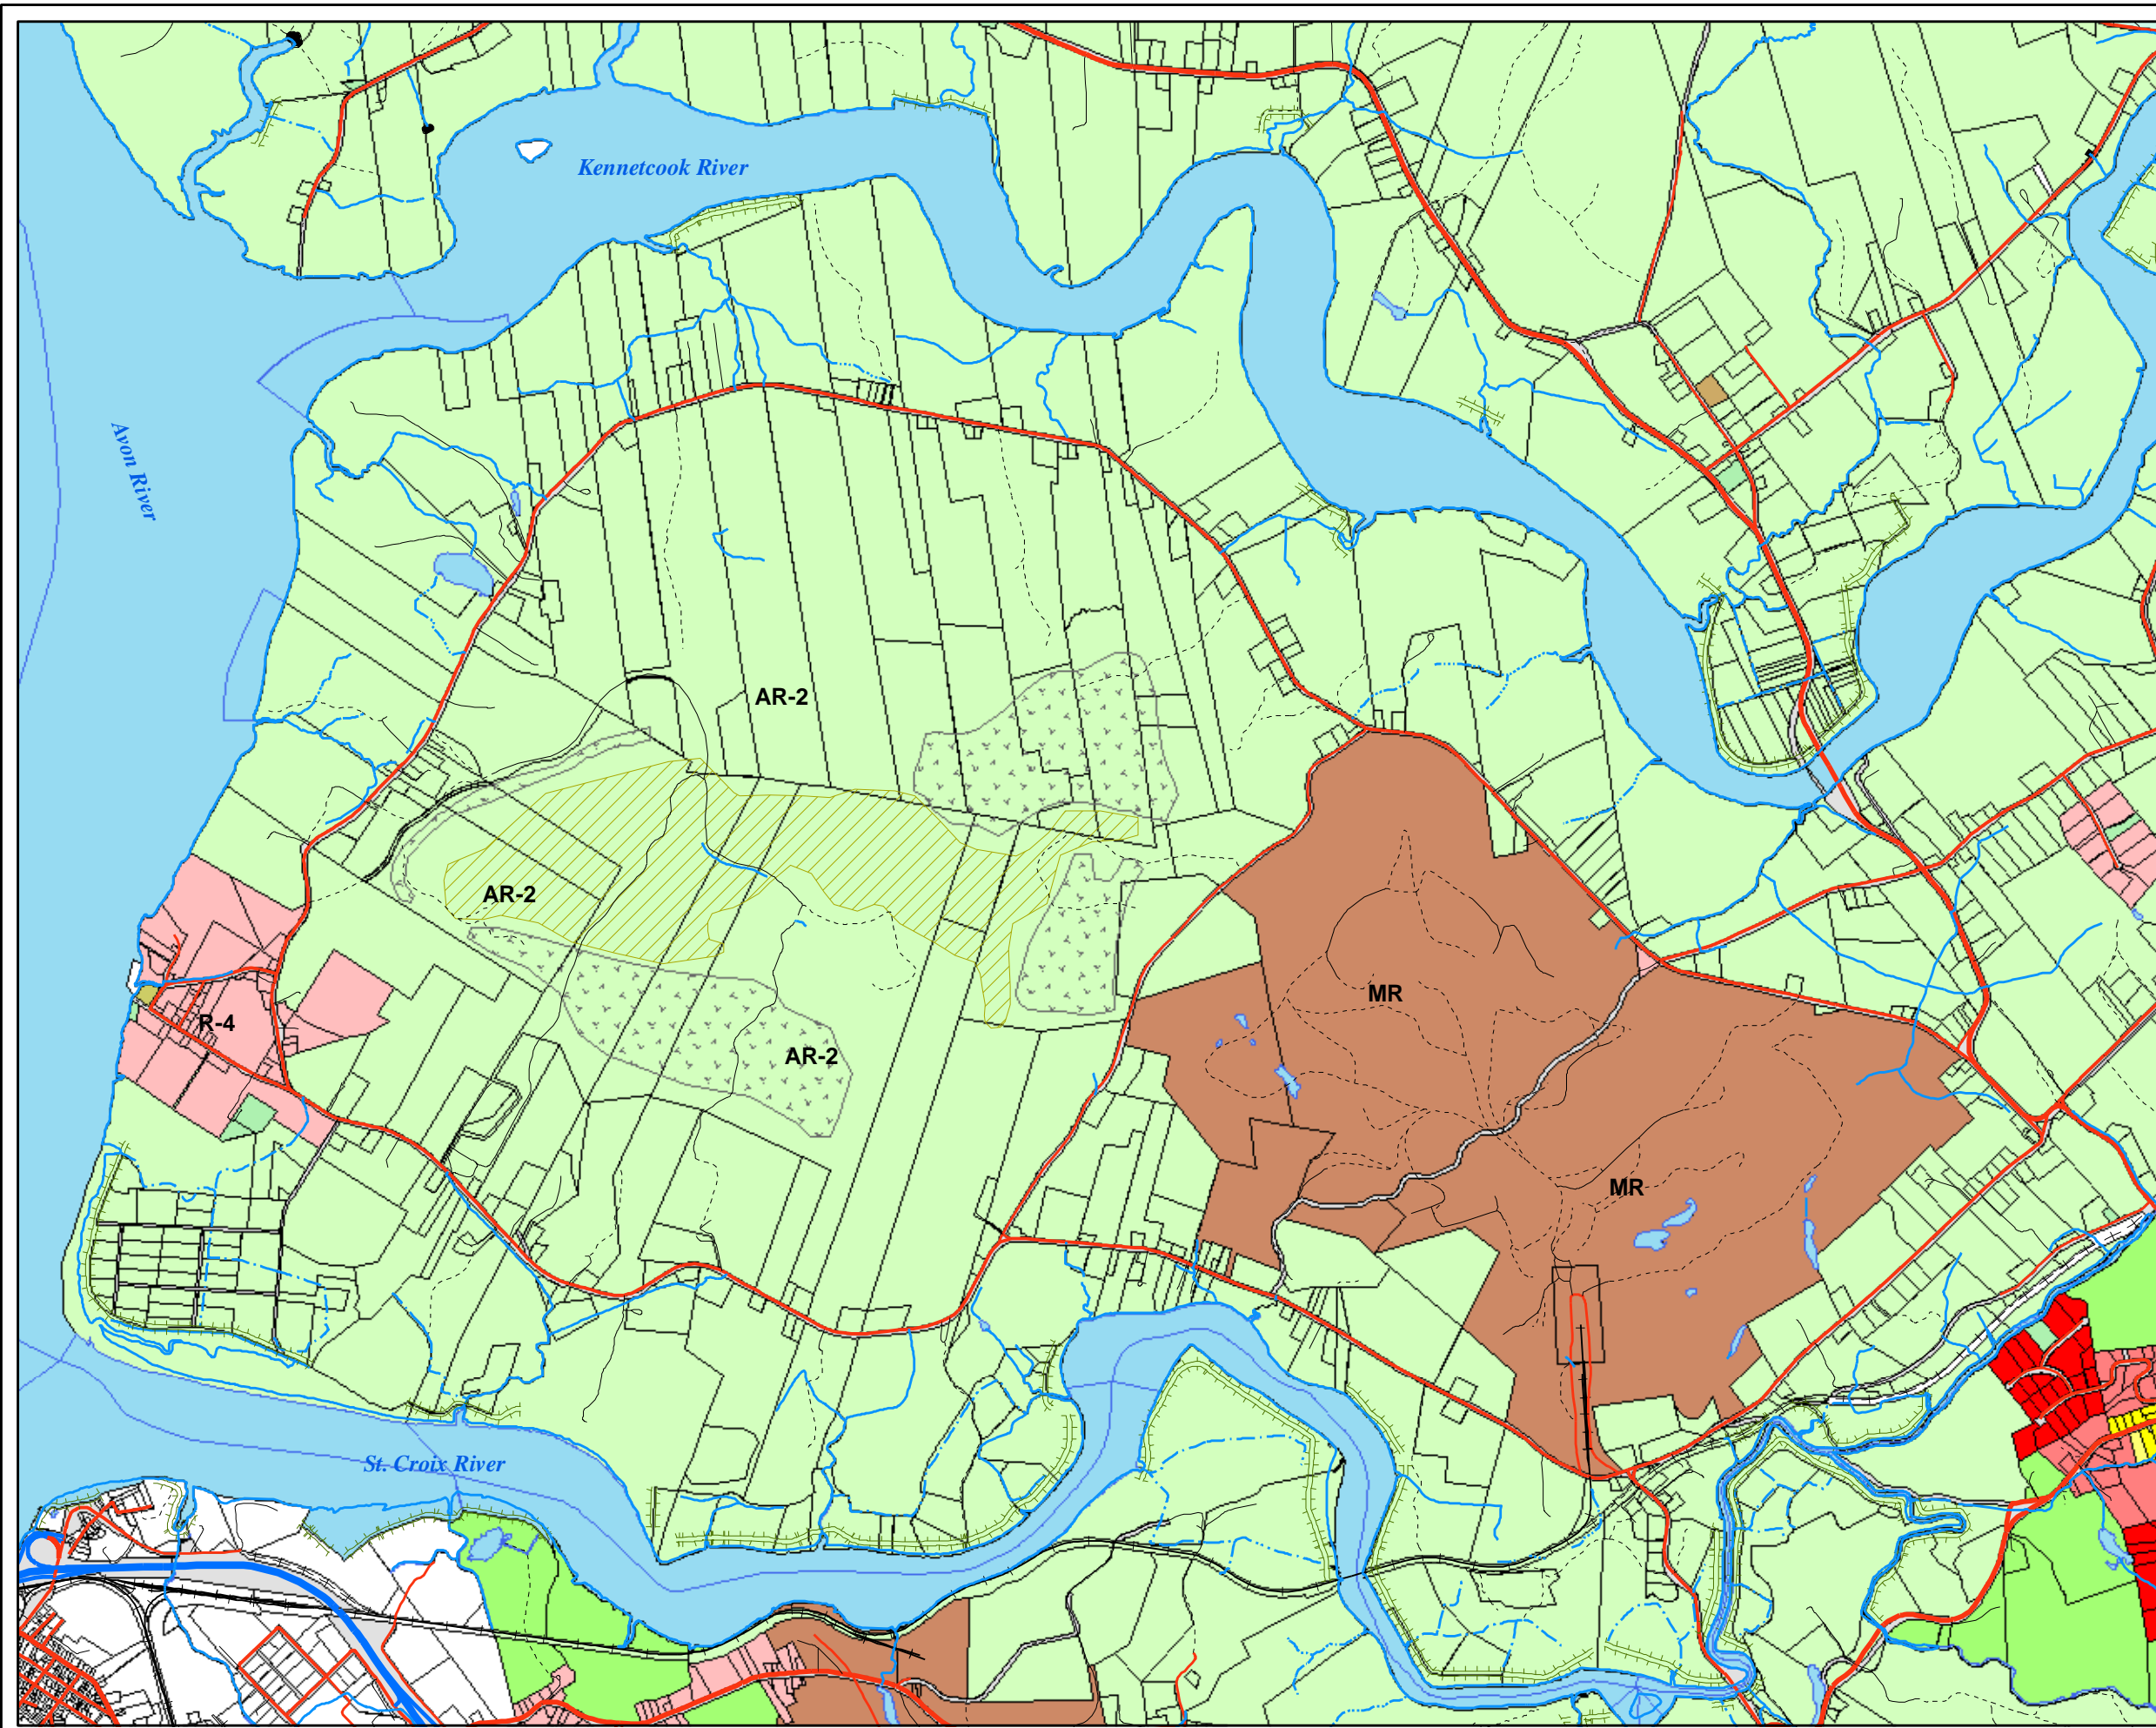 Kennetcook River
Avon River
AR-2
AR-2
MR
R-4
AR-2
MR
St. Croix River